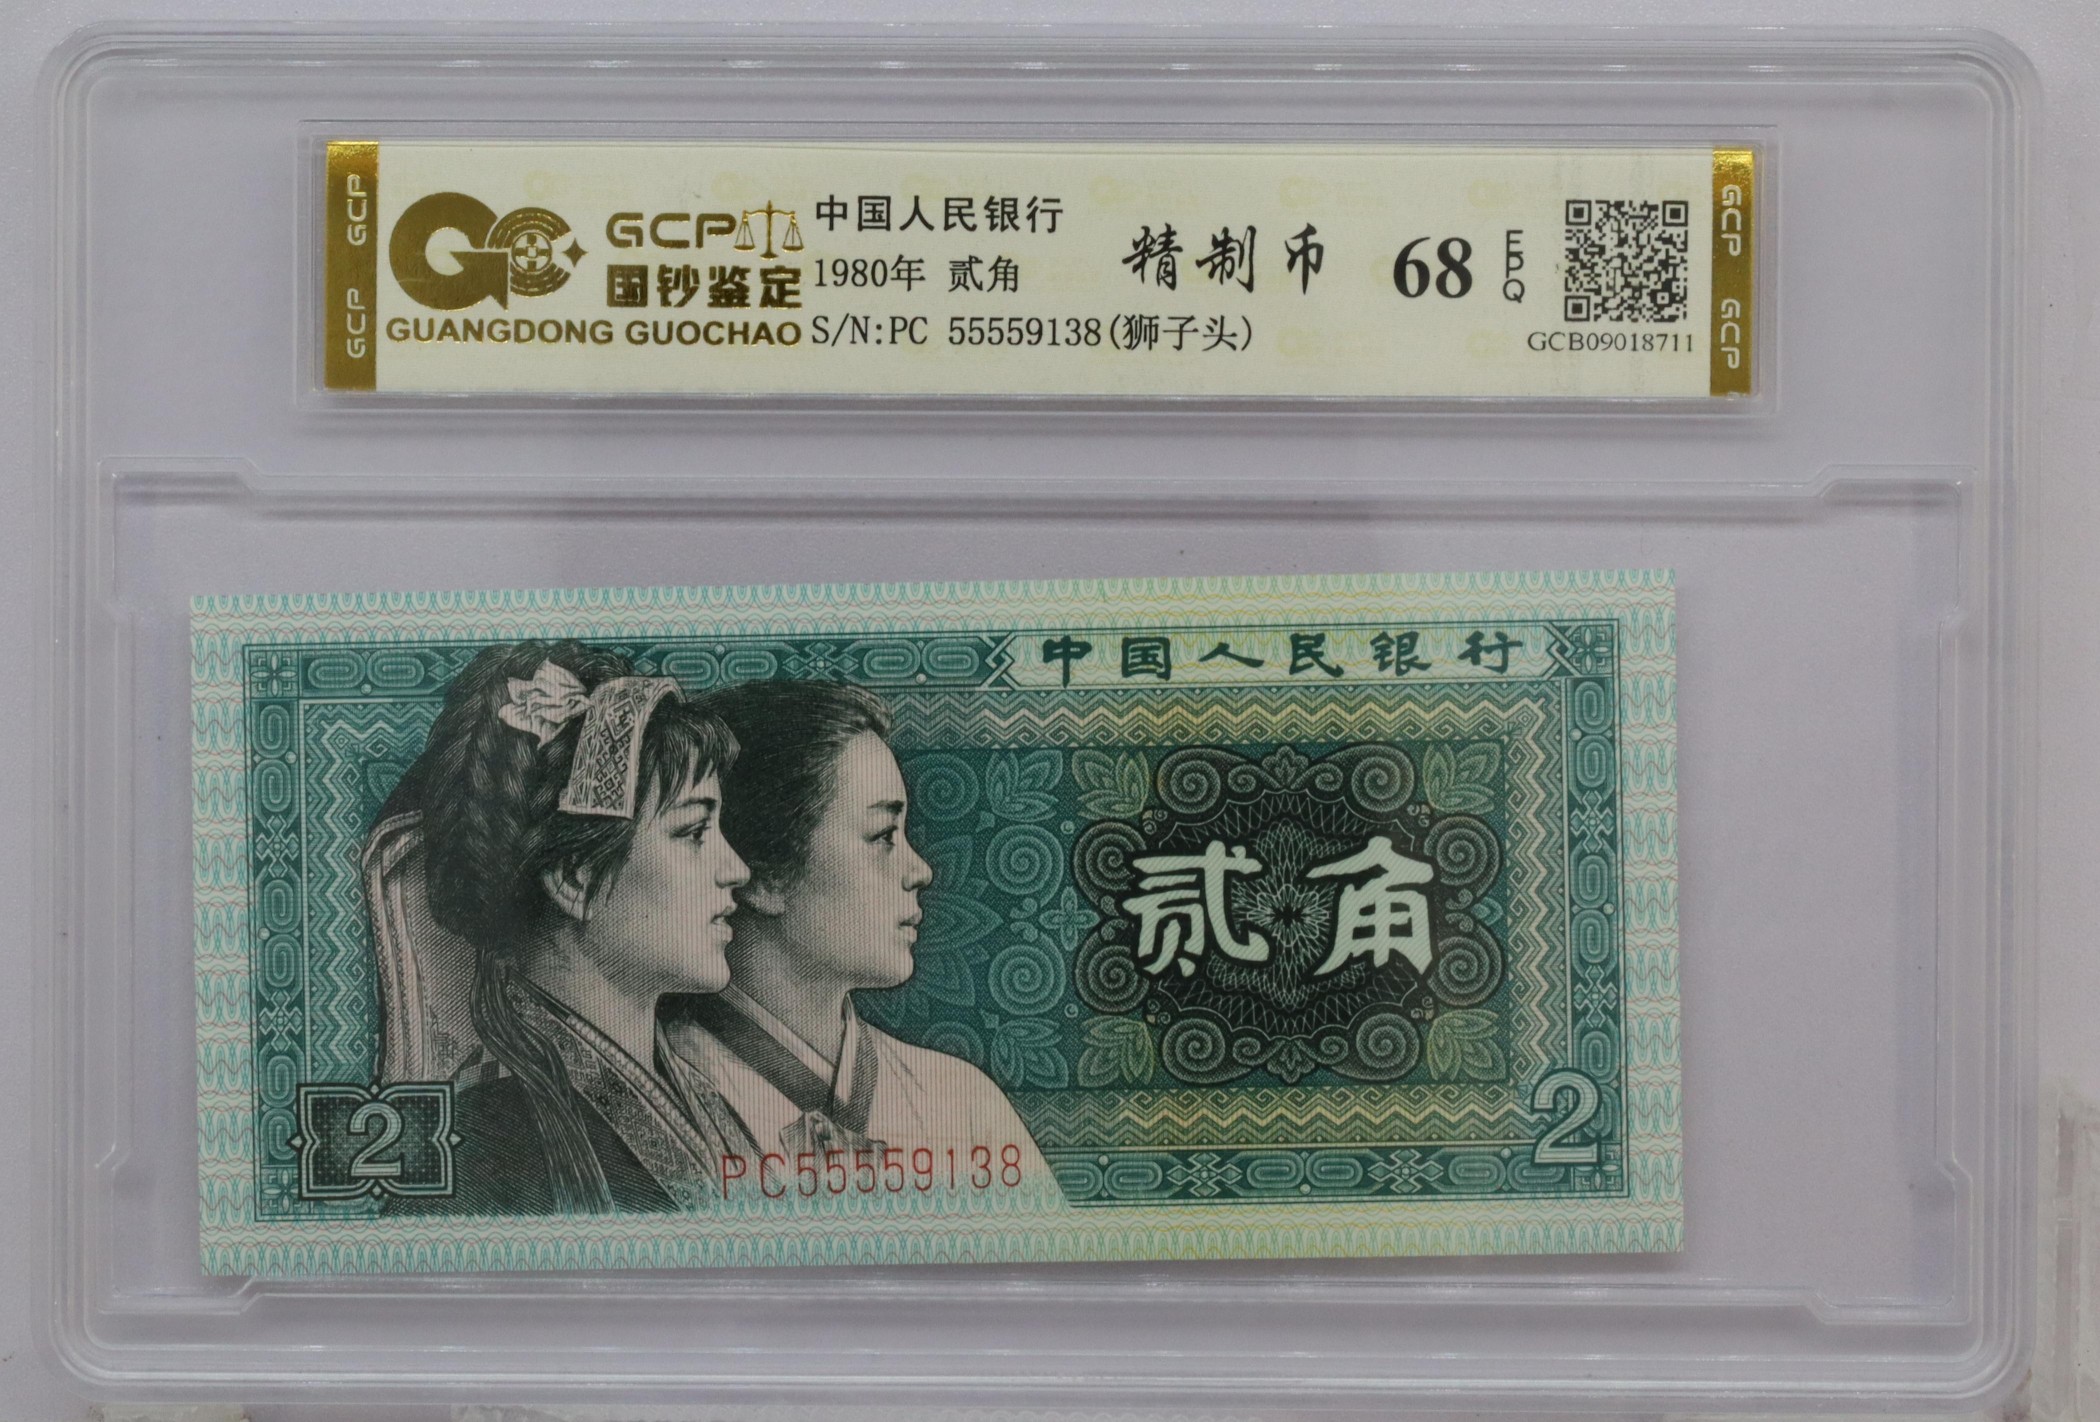 GCP GCP
GCP
国钞鉴定
GUANGDONG GUOCHAO
中国人民银行
1980年 贰角
S/N:PC 55559138(狮子头)
精制币
68
EPQ
GCB09018711
GCP GCP
中国人民银行
贰角
2
2
PC55559138